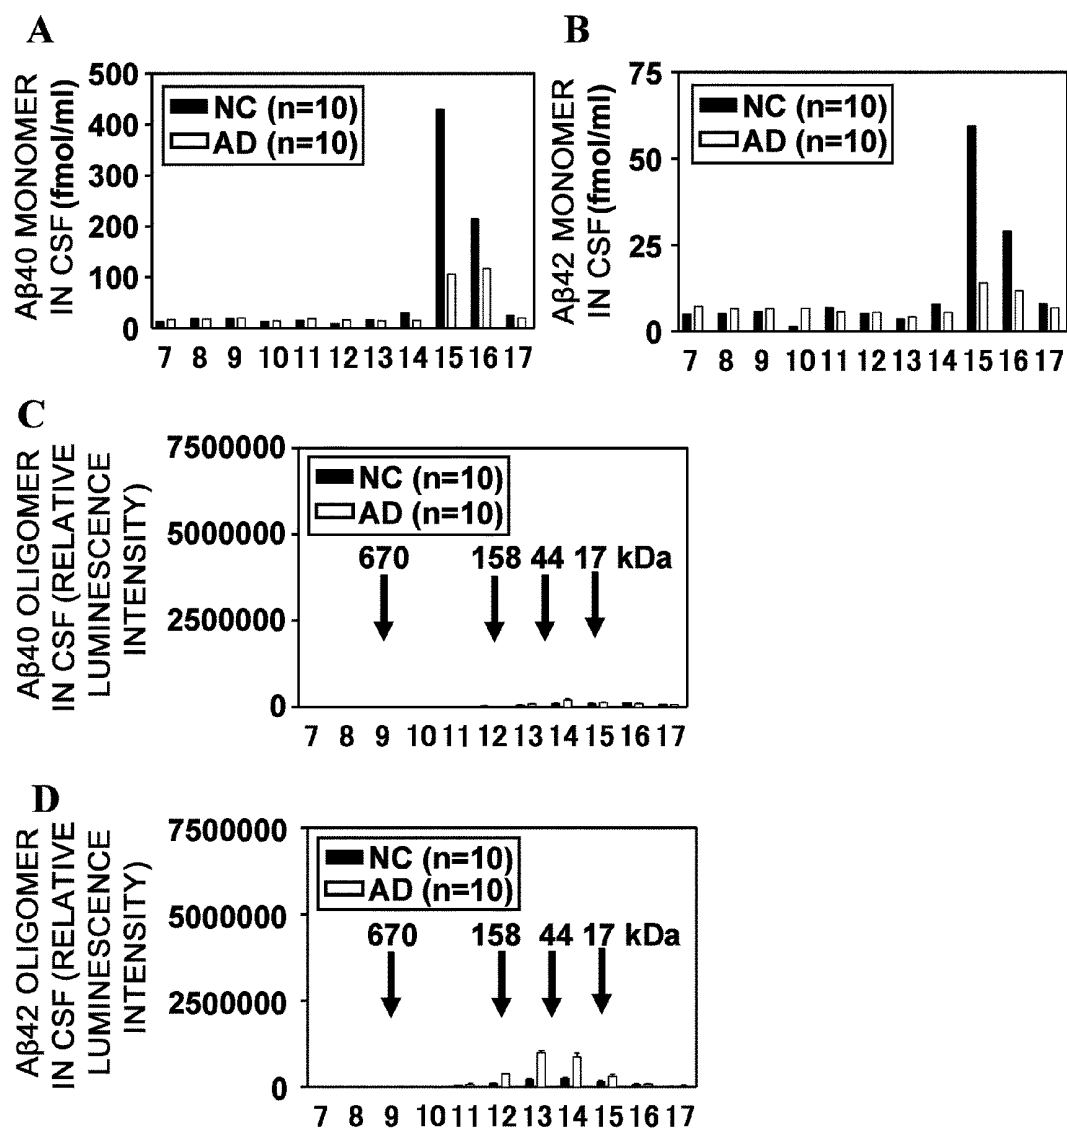 A
Aβ40 MONOMER
IN CSF (fmol/ml)
500
400
300
200
100
0
NC (n=10)
AD (n=10)
7 8 9 10 11 12 13 14 15 16 17
B
Aβ42 MONOMER
IN CSF (fmol/ml)
75
50
25
0
NC (n=10)
AD (n=10)
7 8 9 10 11 12 13 14 15 16 17
C
Aβ40 OLIGOMER
IN CSF (RELATIVE
LUMINESCENCE
INTENSITY)
7500000
5000000
2500000
0
NC (n=10)
AD (n=10)
670 158 44 17 kDa
7 8 9 10 11 12 13 14 15 16 17
D
Aβ42 OLIGOMER
IN CSF (RELATIVE
LUMINESCENCE
INTENSITY)
7500000
5000000
2500000
0
NC (n=10)
AD (n=10)
670 158 44 17 kDa
7 8 9 10 11 12 13 14 15 16 17